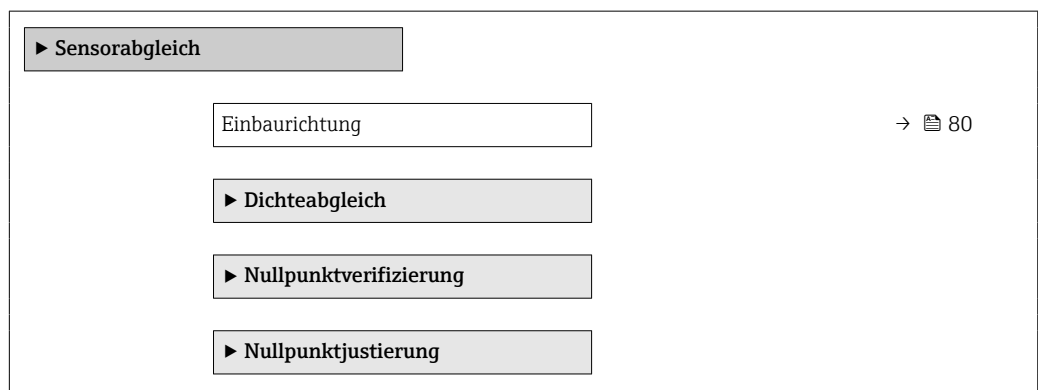 ▶ Sensorabgleich
Einbaurichtung → 🖹 80
▶ Dichteabgleich
▶ Nullpunktverifizierung
▶ Nullpunktjustierung